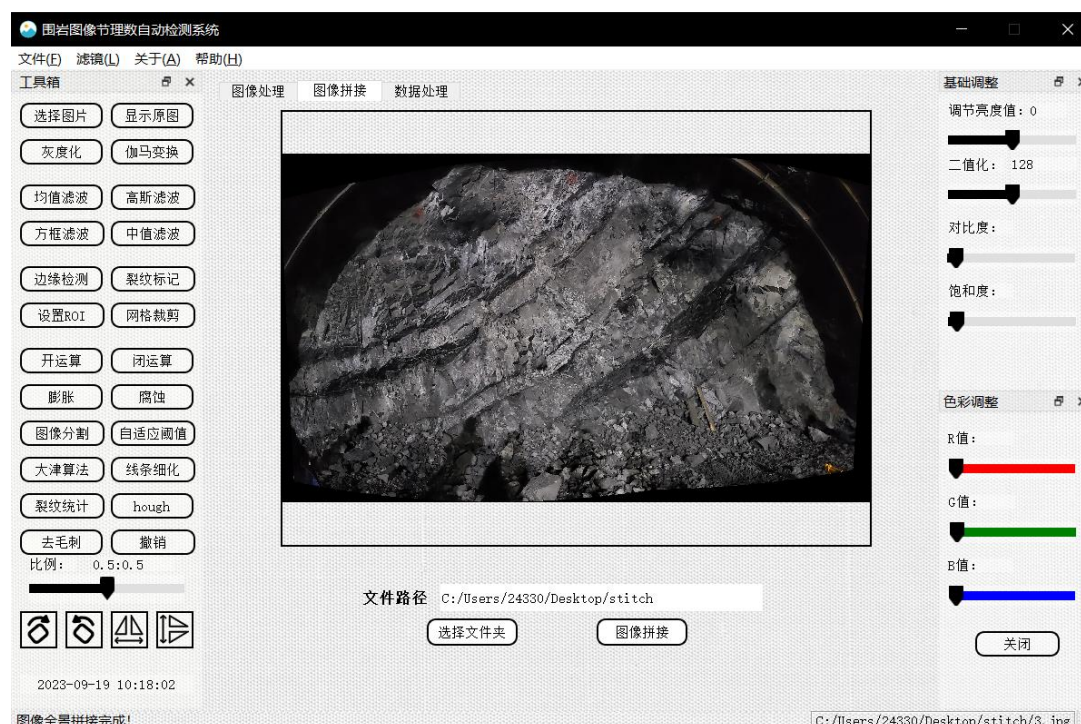 围岩图像节理数自动检测系统
文件(F) 滤镜(L) 关于(A) 帮助(H)
工具箱
选择图片 显示原图
灰度化 伽马变换
均值滤波 高斯滤波
方框滤波 中值滤波
边缘检测 裂纹标记
设置ROI 网格裁剪
开运算 闭运算
膨胀 腐蚀
图像分割 自适应阈值
大津算法 线条细化
裂纹统计 hough
去毛刺 撤销
比例: 0.5:0.5
2023-09-19 10:18:02
图像全景拼接完成!
图像处理 图像拼接 数据处理
文件路径 C:/Users/24330/Desktop/stitch
选择文件夹 图像拼接
基础调整
调节亮度值: 0
二值化: 128
对比度:
饱和度:
色彩调整
R值:
G值:
B值:
关闭
C:/Users/24330/Desktop/stitch/3.jpg